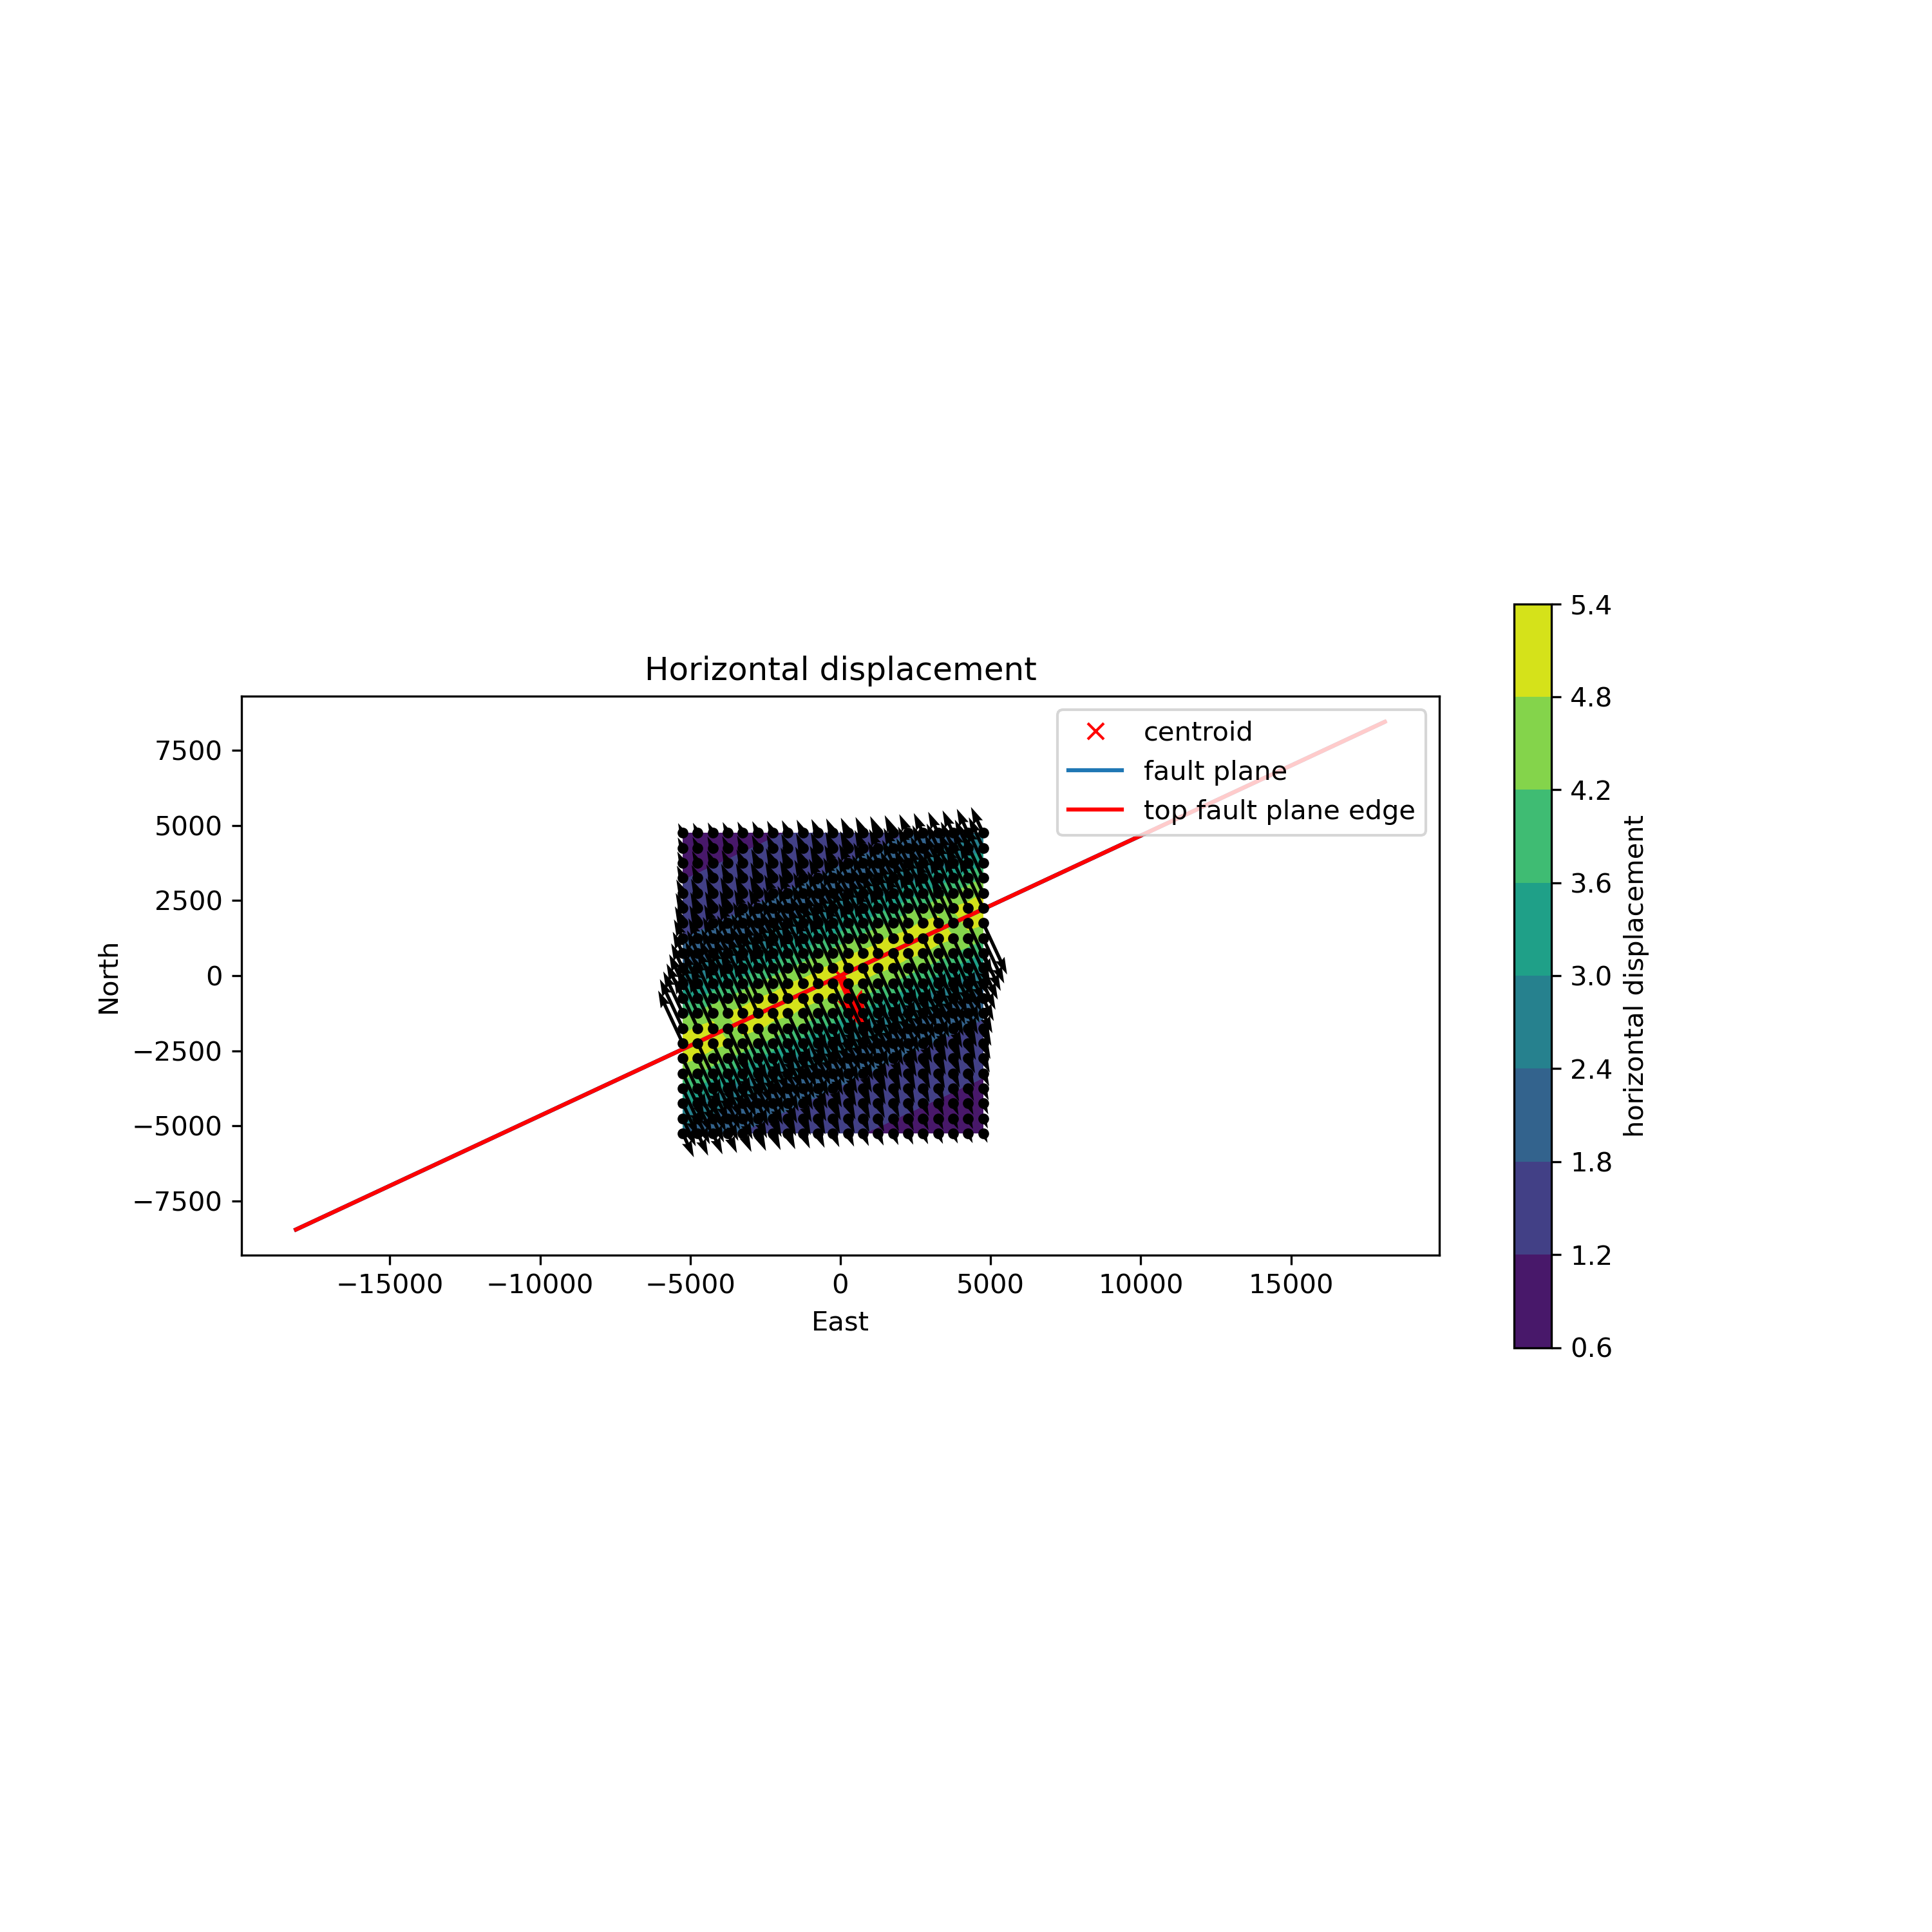 Horizontal displacement
centroid
fault plane
top fault plane edge
7500
5000
2500
0
−2500
−5000
−7500
North
−15000 −10000 −5000 0 5000 10000 15000
East
5.4
4.8
4.2
3.6
3.0
2.4
1.8
1.2
0.6
horizontal displacement